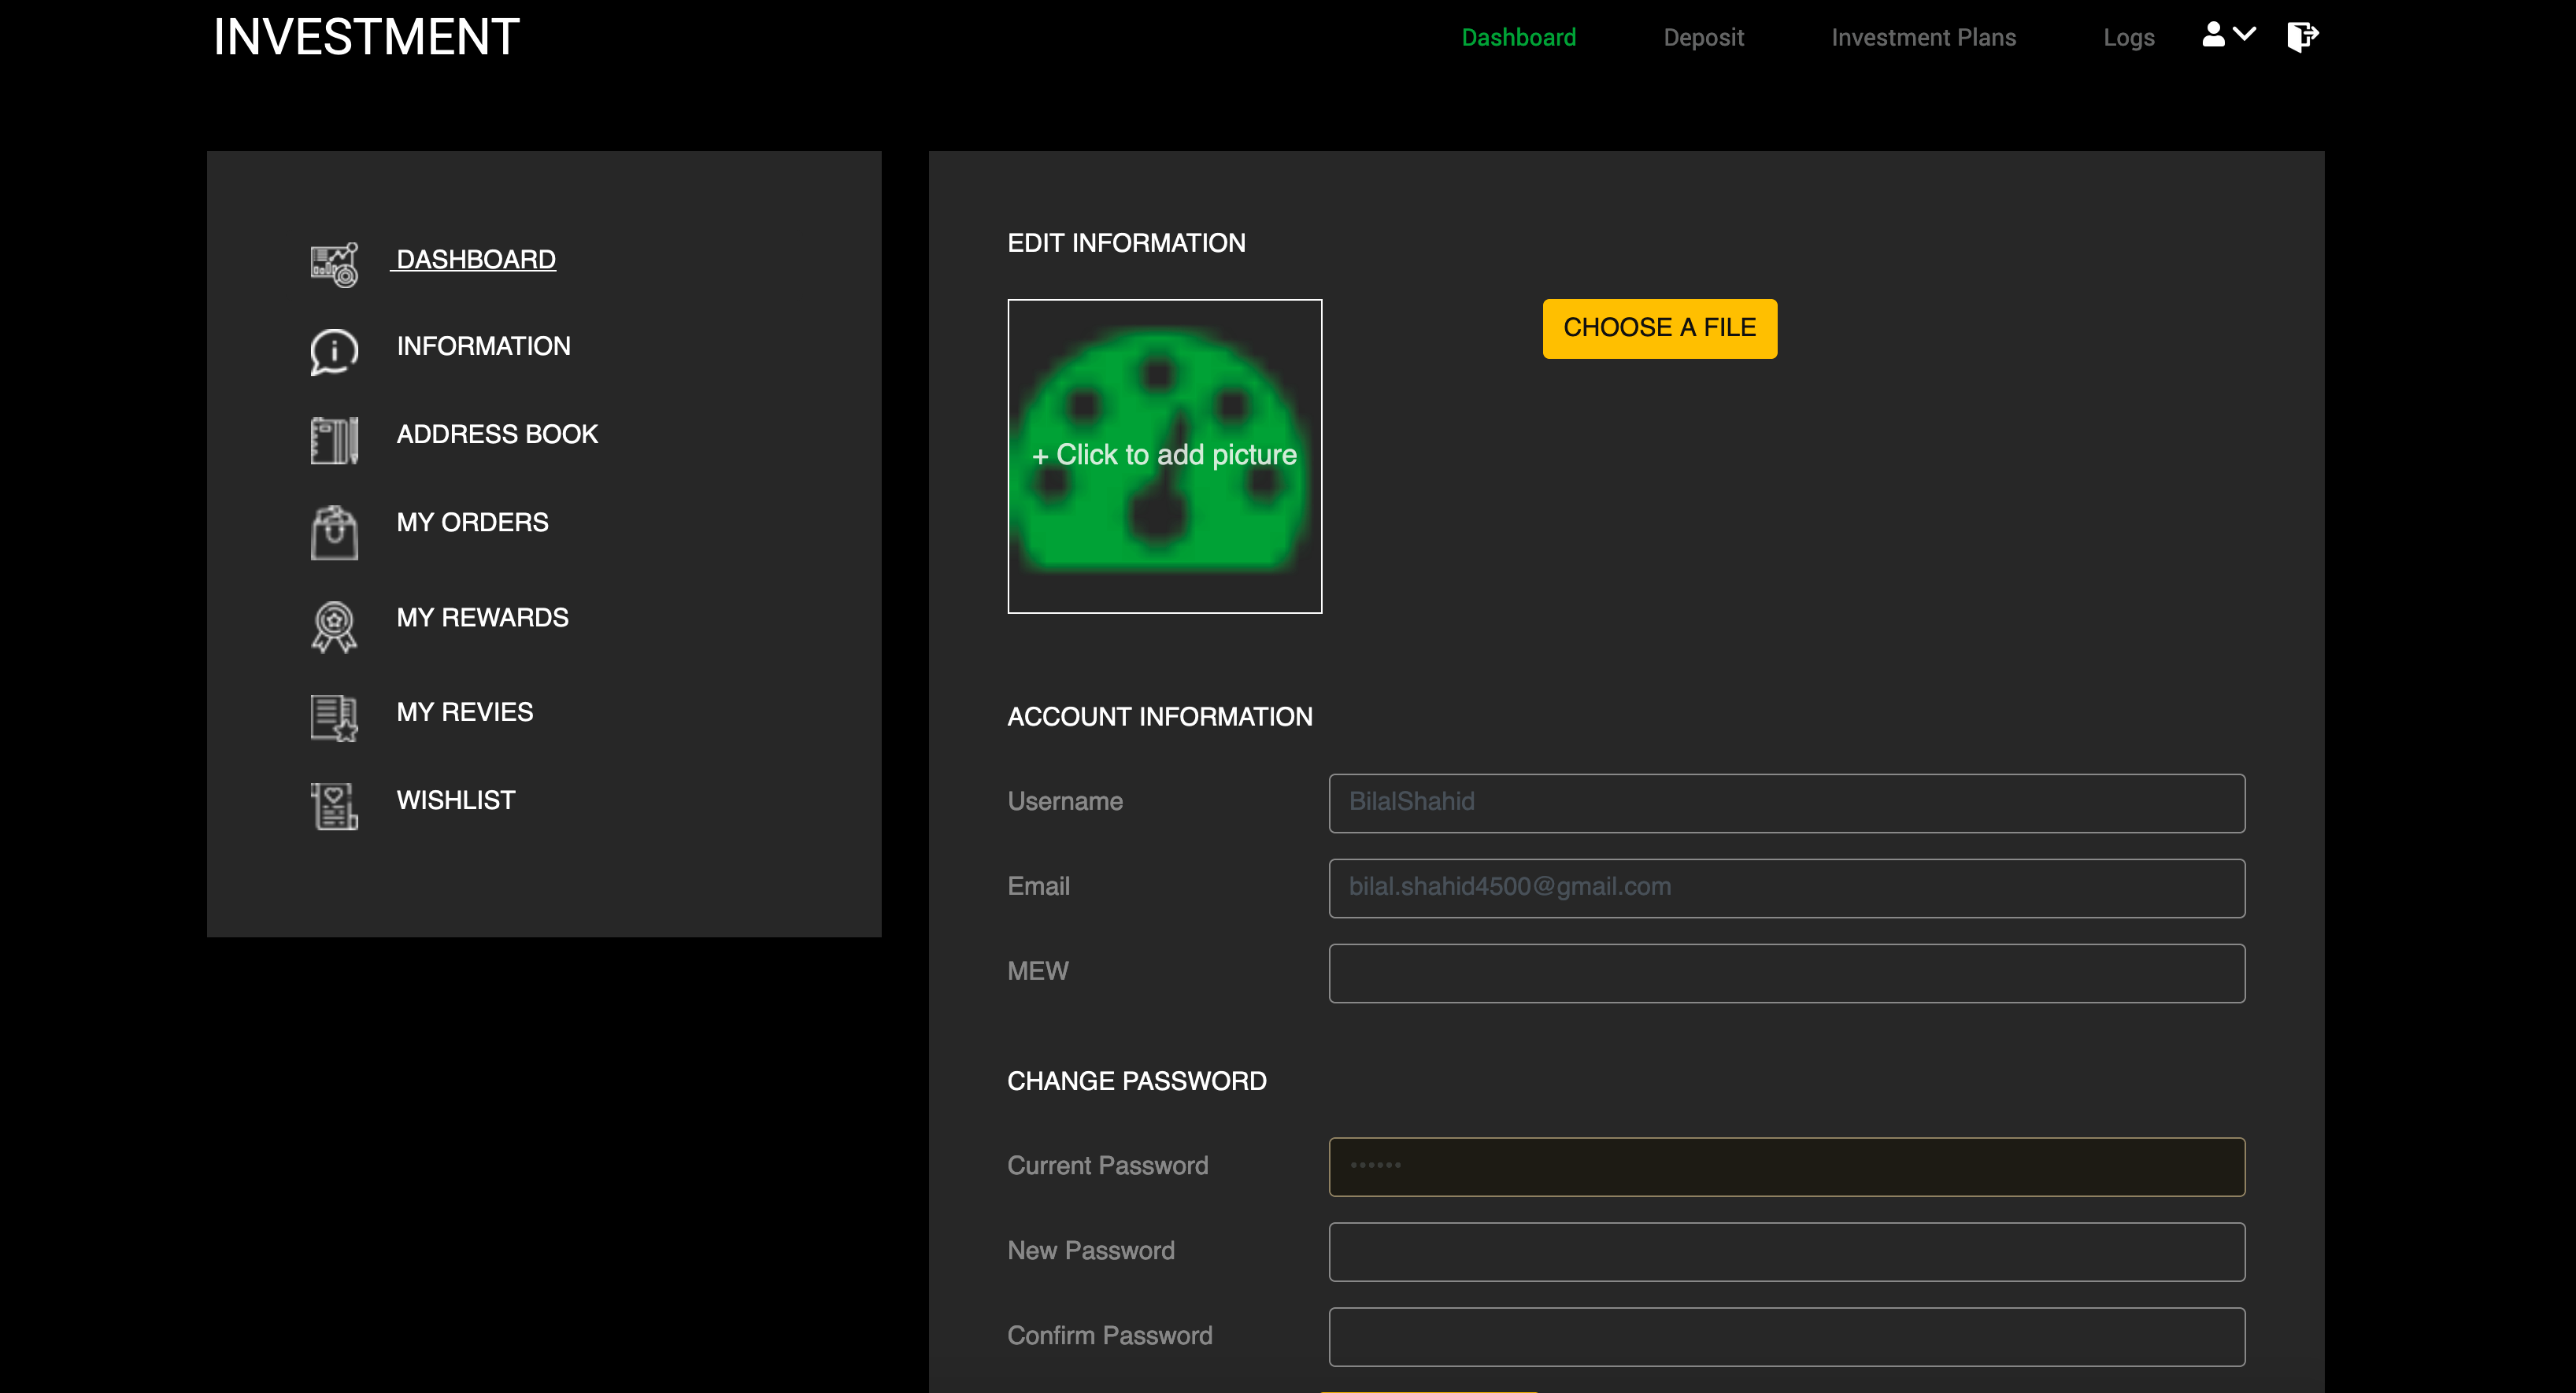 INVESTMENT
Dashboard Deposit Investment Plans Logs
DASHBOARD
INFORMATION
ADDRESS BOOK
MY ORDERS
MY REWARDS
MY REVIES
WISHLIST
EDIT INFORMATION
+ Click to add picture
CHOOSE A FILE
ACCOUNT INFORMATION
Username BilalShahid
Email bilal.shahid4500@gmail.com
MEW
CHANGE PASSWORD
Current Password ••••••
New Password
Confirm Password